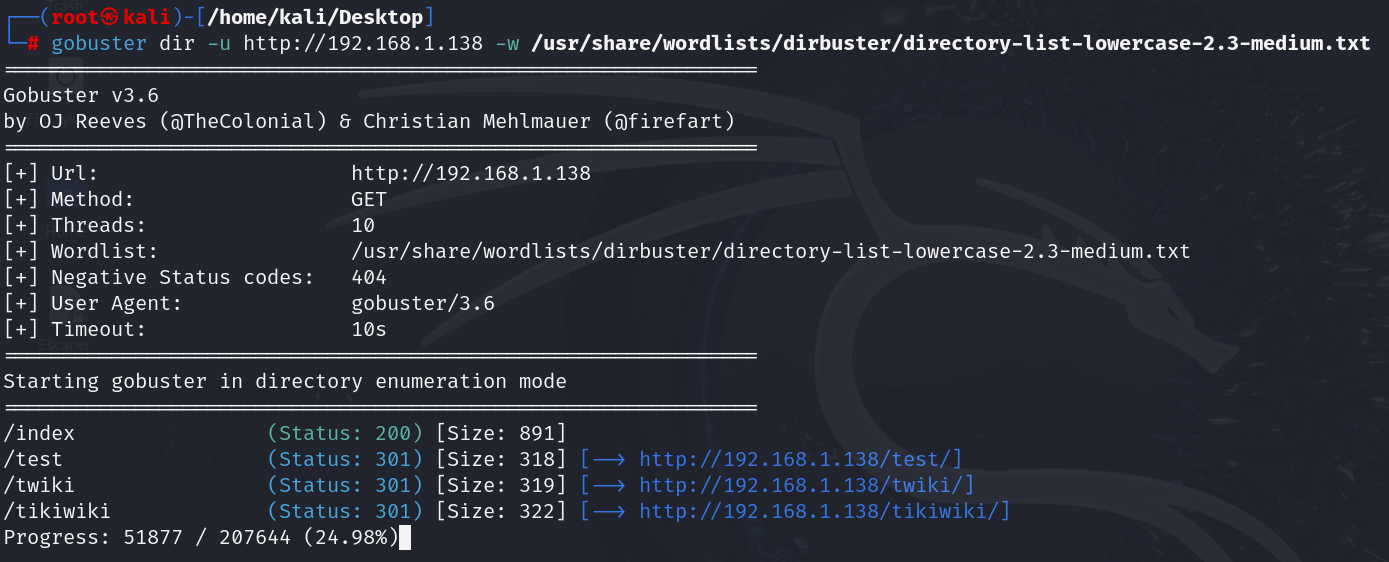 Trash
┌──(root㉿kali)-[/home/kali/Desktop]
└─# gobuster dir -u http://192.168.1.138 -w /usr/share/wordlists/dirbuster/directory-list-lowercase-2.3-medium.txt
===============================================================
Gobuster v3.6
by OJ Reeves (@TheColonial) & Christian Mehlmauer (@firefart)
===============================================================
[+] Url:                     http://192.168.1.138
[+] Method:                  GET
[+] Threads:                 10
[+] Wordlist:                /usr/share/wordlists/dirbuster/directory-list-lowercase-2.3-medium.txt
[+] Negative Status codes:   404
[+] User Agent:              gobuster/3.6
[+] Timeout:                 10s
Escaner
===============================================================
Starting gobuster in directory enumeration mode
===============================================================
/index                (Status: 200) [Size: 891]
/test                 (Status: 301) [Size: 318] [--> http://192.168.1.138/test/]
/twiki                (Status: 301) [Size: 319] [--> http://192.168.1.138/twiki/]
/tikiwiki             (Status: 301) [Size: 322] [--> http://192.168.1.138/tikiwiki/]
Progress: 51877 / 207644 (24.98%)